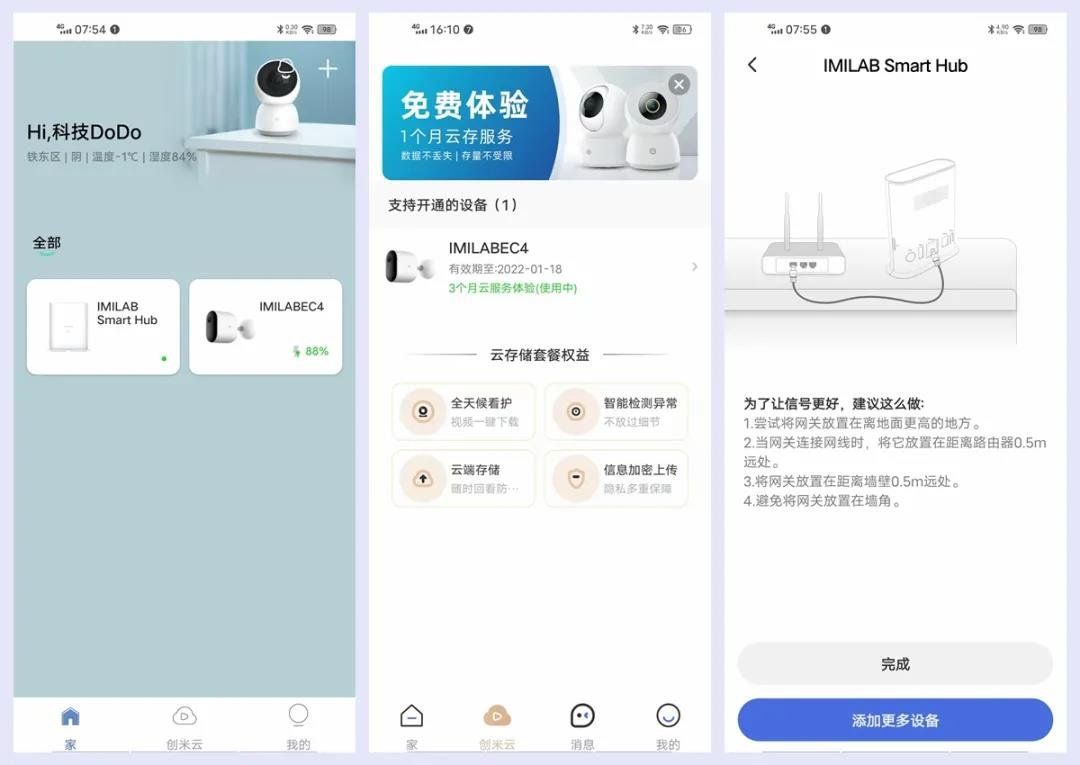 4G 07:54 1
0.30 KB/s 98
Hi,科技DoDo
铁东区 | 阴 | 温度-1℃ | 湿度84%
全部
IMILAB
Smart Hub
IMILABEC4
88%
家
创米云
我的
4G 16:10 7
7.30 KB/s 6
免费体验
1个月云存服务
数据不丢失 | 存量不受限
支持开通的设备（1）
IMILABEC4
有效期至:2022-01-18
3个月云服务体验(使用中)
云存储套餐权益
全天候看护
视频一键下载
智能检测异常
不放过细节
云端存储
随时回看防…
信息加密上传
隐私多重保障
家
创米云
消息
我的
4G 07:55 1
4.90 KB/s 98
IMILAB Smart Hub
为了让信号更好，建议这么做:
1.尝试将网关放置在离地面更高的地方。
2.当网关连接网线时，将它放置在距离路由器0.5m
远处。
3.将网关放置在距离墙壁0.5m远处。
4.避免将网关放置在墙角。
完成
添加更多设备